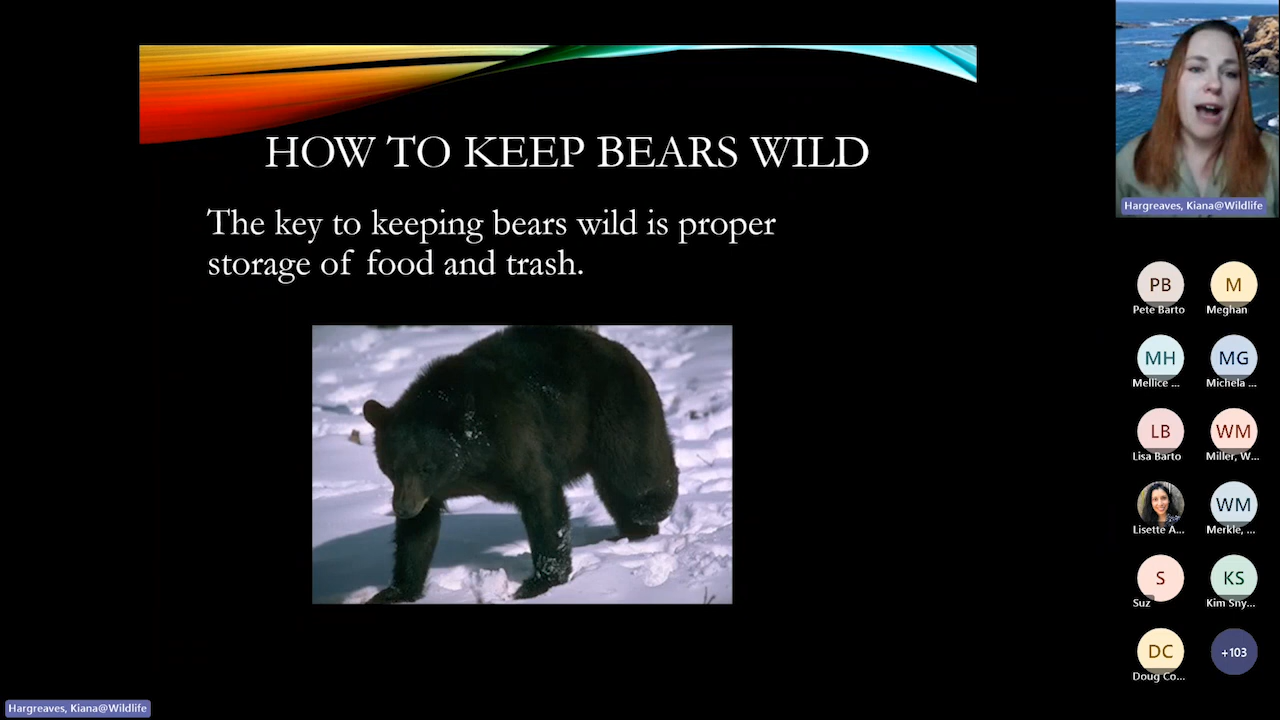 HOW TO KEEP BEARS WILD
The key to keeping bears wild is proper
storage of food and trash.
Hargreaves, Kiana@Wildlife
PB
Pete Barto
M
Meghan
MH
Mellice ...
MG
Michela ...
LB
Lisa Barto
WM
Miller, W...
Lisette A...
WM
Merkle, ...
S
Suz
KS
Kim Sny...
DC
Doug Co...
+103
Hargreaves, Kiana@Wildlife